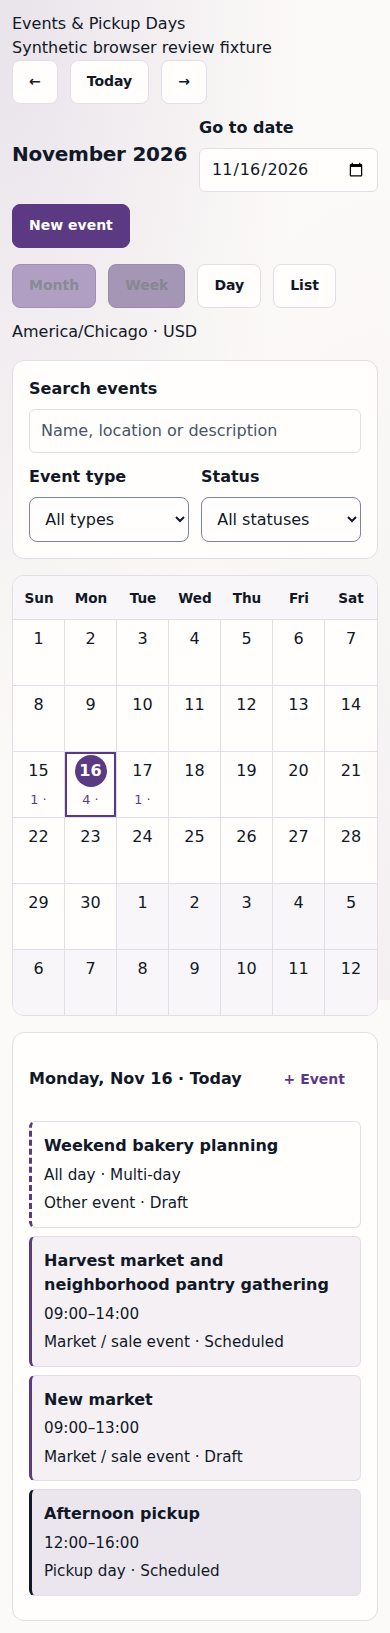 Events & Pickup Days
Synthetic browser review fixture
← Today →
Go to date
November 2026
11/16/2026
New event
Month Week Day List
America/Chicago · USD
Search events
Name, location or description
Event type Status
All types All statuses
Sun Mon Tue Wed Thu Fri Sat
1 2 3 4 5 6 7
8 9 10 11 12 13 14
15 16 17 18 19 20 21
1 · 4 · 1 ·
22 23 24 25 26 27 28
29 30 1 2 3 4 5
6 7 8 9 10 11 12
Monday, Nov 16 · Today + Event
Weekend bakery planning
All day · Multi-day
Other event · Draft
Harvest market and
neighborhood pantry gathering
09:00–14:00
Market / sale event · Scheduled
New market
09:00–13:00
Market / sale event · Draft
Afternoon pickup
12:00–16:00
Pickup day · Scheduled